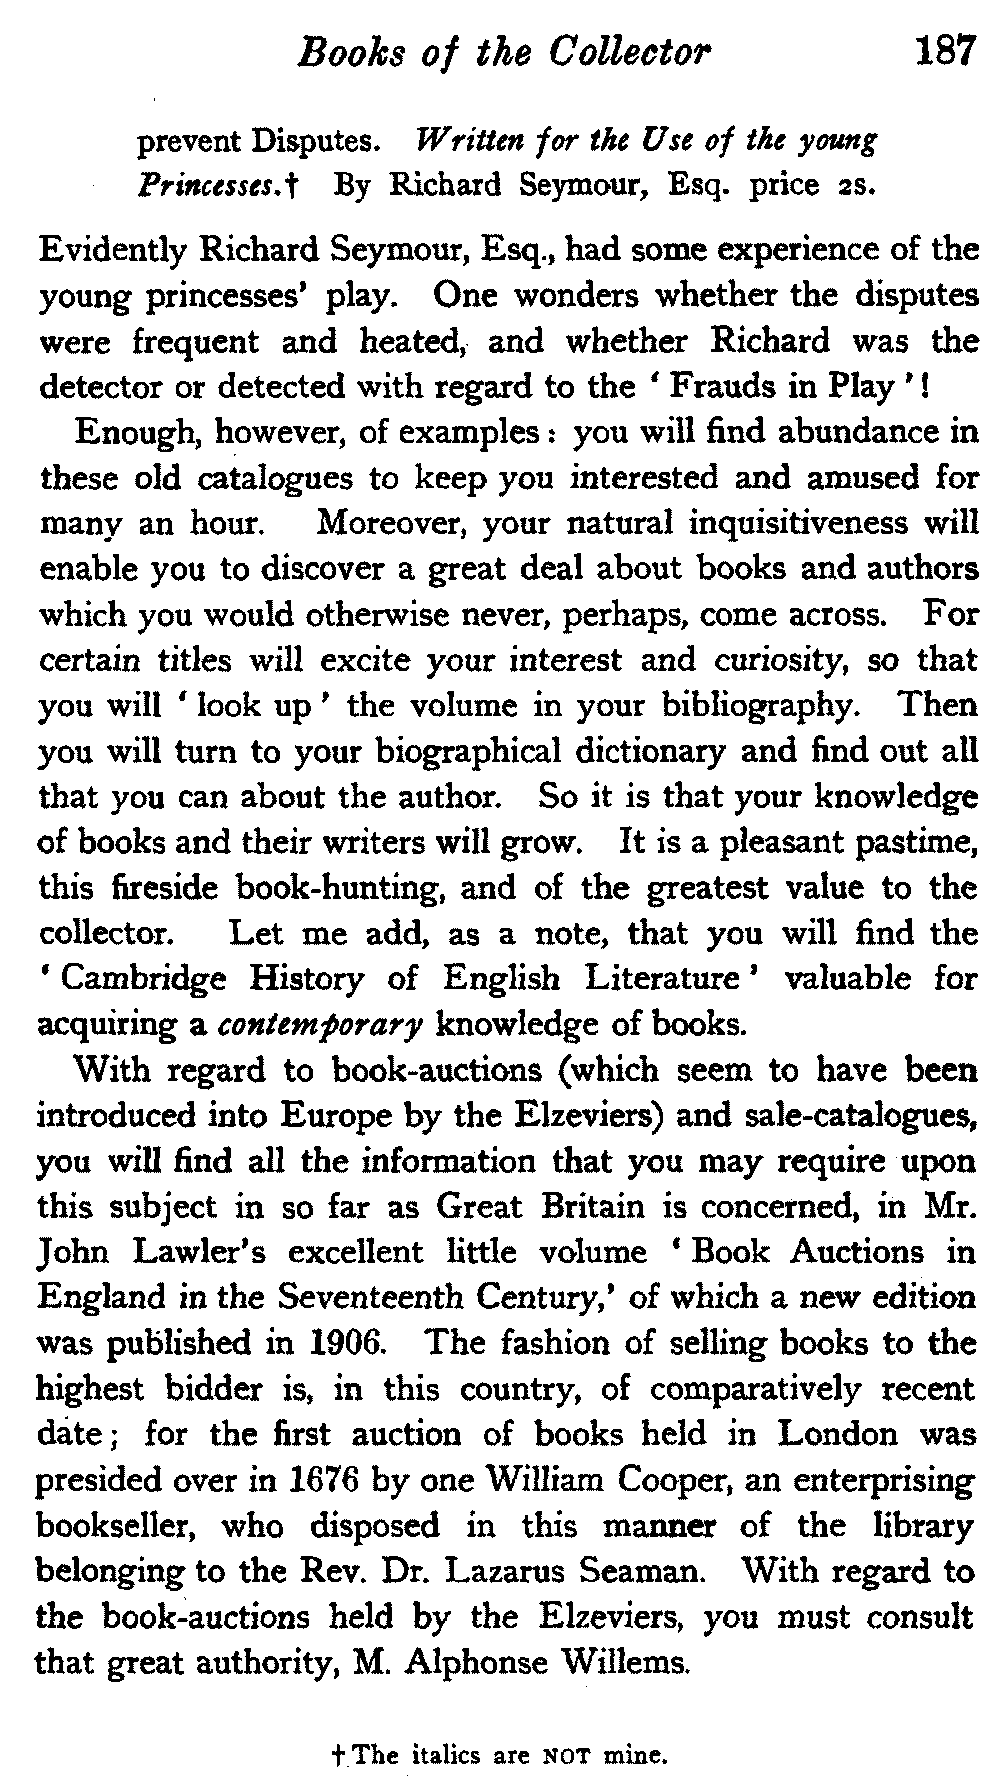 Books of the Collector 187
prevent Disputes. Written for the Use of the young
Princesses.† By Richard Seymour, Esq. price 2s.
Evidently Richard Seymour, Esq., had some experience of the
young princesses' play. One wonders whether the disputes
were frequent and heated, and whether Richard was the
detector or detected with regard to the ‘ Frauds in Play ’!
Enough, however, of examples: you will find abundance in
these old catalogues to keep you interested and amused for
many an hour. Moreover, your natural inquisitiveness will
enable you to discover a great deal about books and authors
which you would otherwise never, perhaps, come across. For
certain titles will excite your interest and curiosity, so that
you will ‘ look up ’ the volume in your bibliography. Then
you will turn to your biographical dictionary and find out all
that you can about the author. So it is that your knowledge
of books and their writers will grow. It is a pleasant pastime,
this fireside book-hunting, and of the greatest value to the
collector. Let me add, as a note, that you will find the
‘ Cambridge History of English Literature ’ valuable for
acquiring a contemporary knowledge of books.
With regard to book-auctions (which seem to have been
introduced into Europe by the Elzeviers) and sale-catalogues,
you will find all the information that you may require upon
this subject in so far as Great Britain is concerned, in Mr.
John Lawler's excellent little volume ‘ Book Auctions in
England in the Seventeenth Century,’ of which a new edition
was published in 1906. The fashion of selling books to the
highest bidder is, in this country, of comparatively recent
date; for the first auction of books held in London was
presided over in 1676 by one William Cooper, an enterprising
bookseller, who disposed in this manner of the library
belonging to the Rev. Dr. Lazarus Seaman. With regard to
the book-auctions held by the Elzeviers, you must consult
that great authority, M. Alphonse Willems.
† The italics are NOT mine.